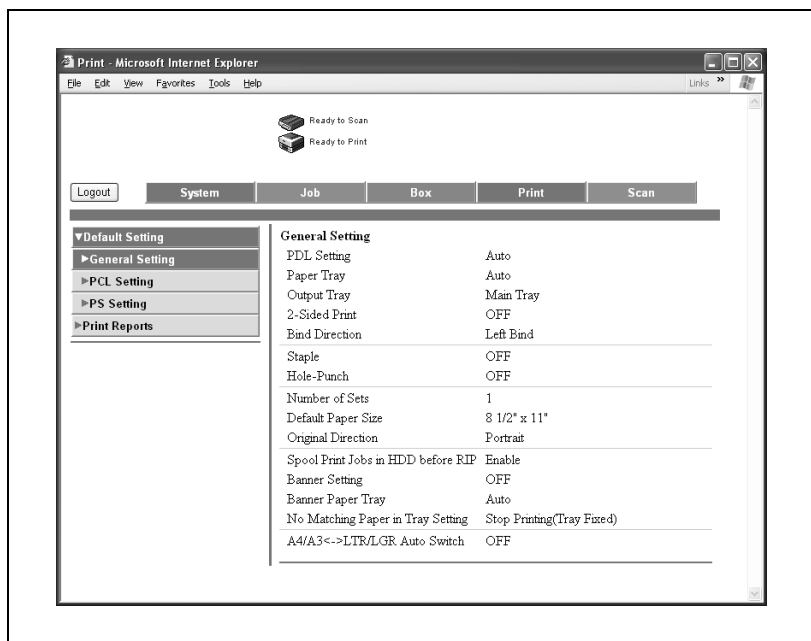 Print - Microsoft Internet Explorer
File Edit View Favorites Tools Help Links »
Ready to Scan
Ready to Print
Logout System Job Box Print Scan
▼Default Setting
►General Setting
►PCL Setting
►PS Setting
►Print Reports
General Setting
PDL Setting Auto
Paper Tray Auto
Output Tray Main Tray
2-Sided Print OFF
Bind Direction Left Bind
Staple OFF
Hole-Punch OFF
Number of Sets 1
Default Paper Size 8 1/2" x 11"
Original Direction Portrait
Spool Print Jobs in HDD before RIP Enable
Banner Setting OFF
Banner Paper Tray Auto
No Matching Paper in Tray Setting Stop Printing(Tray Fixed)
A4/A3<->LTR/LGR Auto Switch OFF